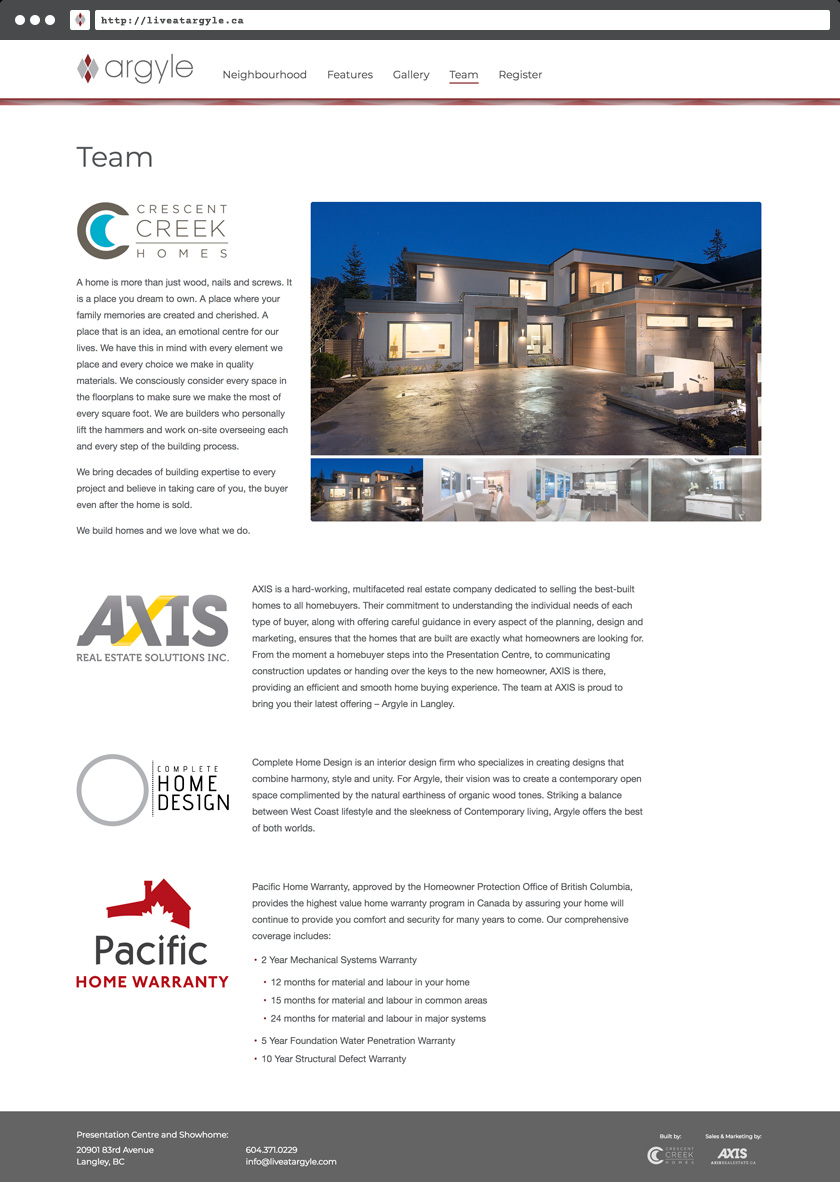 http://liveatargyle.ca
argyle
Neighbourhood Features Gallery Team Register
Team
CRESCENT
CREEK
HOMES
A home is more than just wood, nails and screws. It
is a place you dream to own. A place where your
family memories are created and cherished. A
place that is an idea, an emotional centre for our
lives. We have this in mind with every element we
place and every choice we make in quality
materials. We consciously consider every space in
the floorplans to make sure we make the most of
every square foot. We are builders who personally
lift the hammers and work on-site overseeing each
and every step of the building process.
We bring decades of building expertise to every
project and believe in taking care of you, the buyer
even after the home is sold.
We build homes and we love what we do.
AXIS
REAL ESTATE SOLUTIONS INC.
AXIS is a hard-working, multifaceted real estate company dedicated to selling the best-built
homes to all homebuyers. Their commitment to understanding the individual needs of each
type of buyer, along with offering careful guidance in every aspect of the planning, design and
marketing, ensures that the homes that are built are exactly what homeowners are looking for.
From the moment a homebuyer steps into the Presentation Centre, to communicating
construction updates or handing over the keys to the new homeowner, AXIS is there,
providing an efficient and smooth home buying experience. The team at AXIS is proud to
bring you their latest offering – Argyle in Langley.
COMPLETE
HOME
DESIGN
Complete Home Design is an interior design firm who specializes in creating designs that
combine harmony, style and unity. For Argyle, their vision was to create a contemporary open
space complimented by the natural earthiness of organic wood tones. Striking a balance
between West Coast lifestyle and the sleekness of Contemporary living, Argyle offers the best
of both worlds.
Pacific
HOME WARRANTY
Pacific Home Warranty, approved by the Homeowner Protection Office of British Columbia,
provides the highest value home warranty program in Canada by assuring your home will
continue to provide you comfort and security for many years to come. Our comprehensive
coverage includes:
• 2 Year Mechanical Systems Warranty
• 12 months for material and labour in your home
• 15 months for material and labour in common areas
• 24 months for material and labour in major systems
• 5 Year Foundation Water Penetration Warranty
• 10 Year Structural Defect Warranty
Presentation Centre and Showhome:
20901 83rd Avenue
Langley, BC
604.371.0229
info@liveatargyle.com
Built by:
CRESCENT
CREEK
HOMES
Sales & Marketing by:
AXIS
AXISREALESTATE.CA